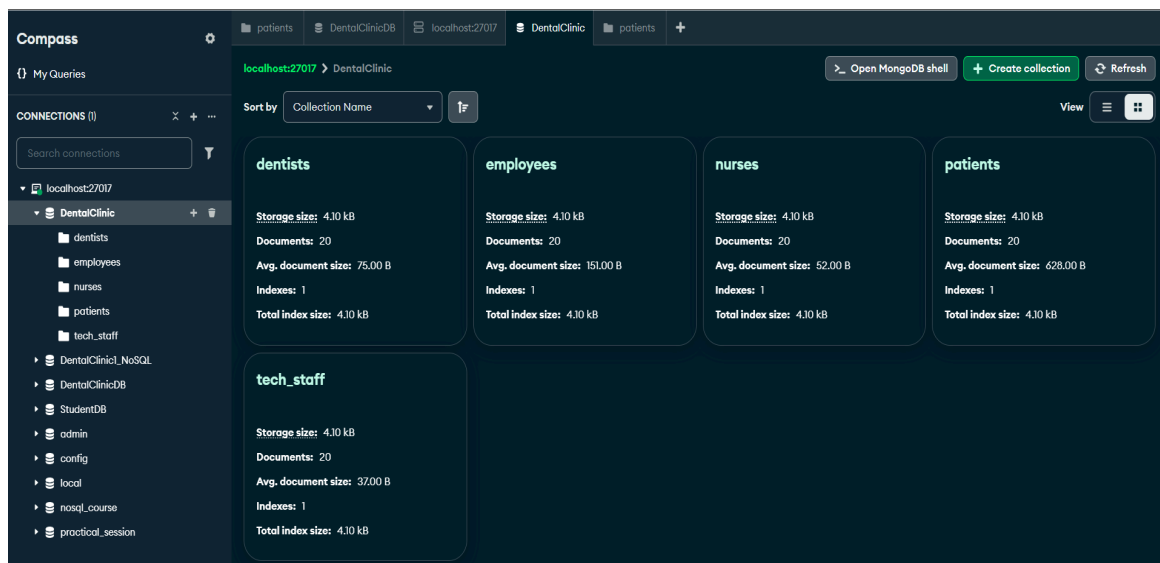 Compass
{} My Queries
CONNECTIONS (1)
Search connections
localhost:27017
DentalClinic
dentists
employees
nurses
patients
tech_staff
DentalClinic1_NoSQL
DentalClinicDB
StudentDB
admin
config
local
nosql_course
practical_session
patients DentalClinicDB localhost:27017 DentalClinic patients
localhost:27017 > DentalClinic
>_ Open MongoDB shell + Create collection Refresh
Sort by Collection Name View
dentists
Storage size: 4.10 kB
Documents: 20
Avg. document size: 75.00 B
Indexes: 1
Total index size: 4.10 kB
employees
Storage size: 4.10 kB
Documents: 20
Avg. document size: 151.00 B
Indexes: 1
Total index size: 4.10 kB
nurses
Storage size: 4.10 kB
Documents: 20
Avg. document size: 52.00 B
Indexes: 1
Total index size: 4.10 kB
patients
Storage size: 4.10 kB
Documents: 20
Avg. document size: 628.00 B
Indexes: 1
Total index size: 4.10 kB
tech_staff
Storage size: 4.10 kB
Documents: 20
Avg. document size: 37.00 B
Indexes: 1
Total index size: 4.10 kB